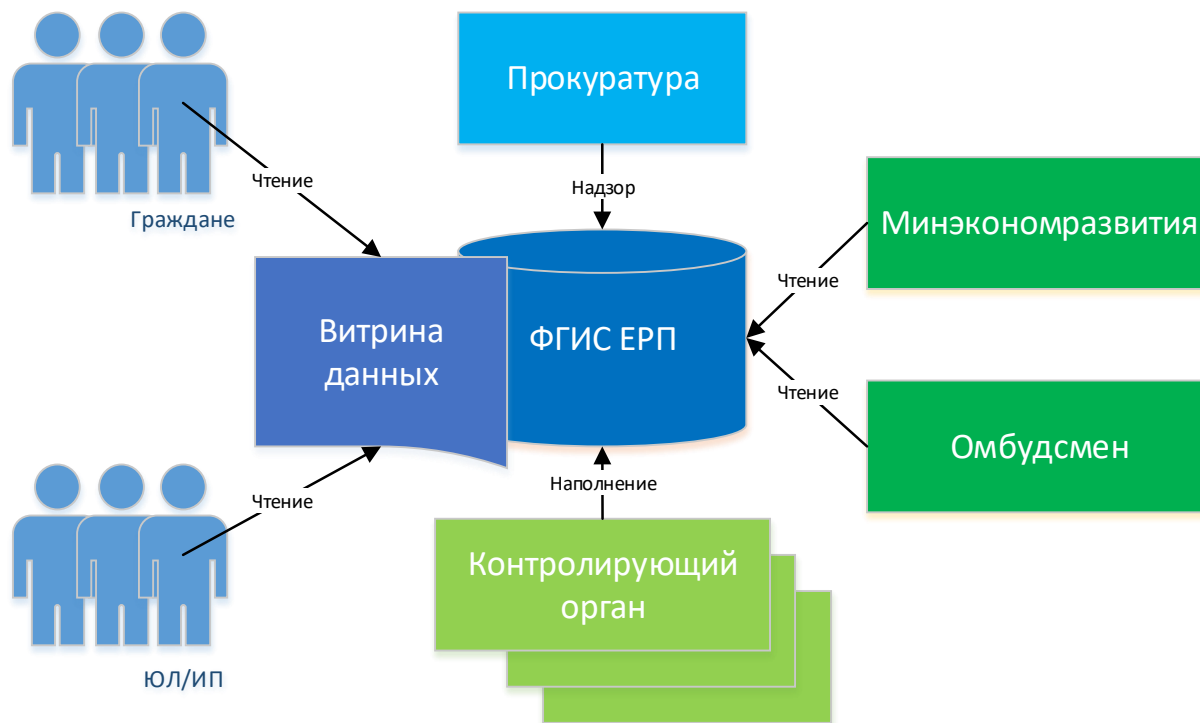 Прокуратура
Чтение
Надзор
Граждане
Минэкономразвития
Чтение
Витрина
данных
ФГИС ЕРП
Чтение
Омбудсмен
Чтение
Наполнение
Контролирующий
орган
ЮЛ/ИП